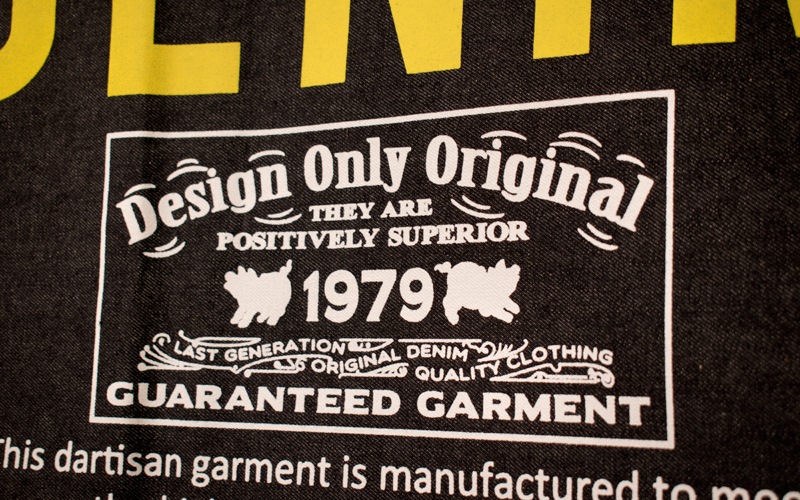 Design Only Original
THEY ARE
POSITIVELY SUPERIOR
1979
LAST GENERATION ORIGINAL DENIM QUALITY CLOTHING
GUARANTEED GARMENT
This dartisan garment is manufactured to